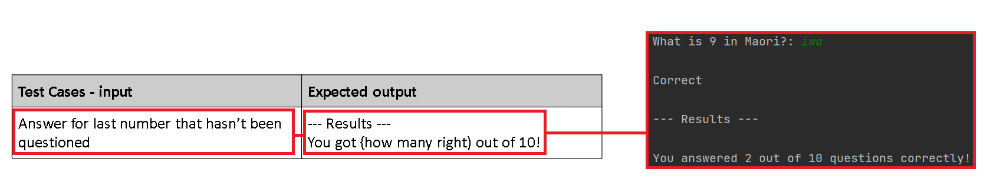 Test Cases - input
Expected output
Answer for last number that hasn't been
questioned
--- Results ---
You got {how many right) out of 10!
What is 9 in Maori?: iwa
Correct
--- Results ---
You answered 2 out of 10 questions correctly!